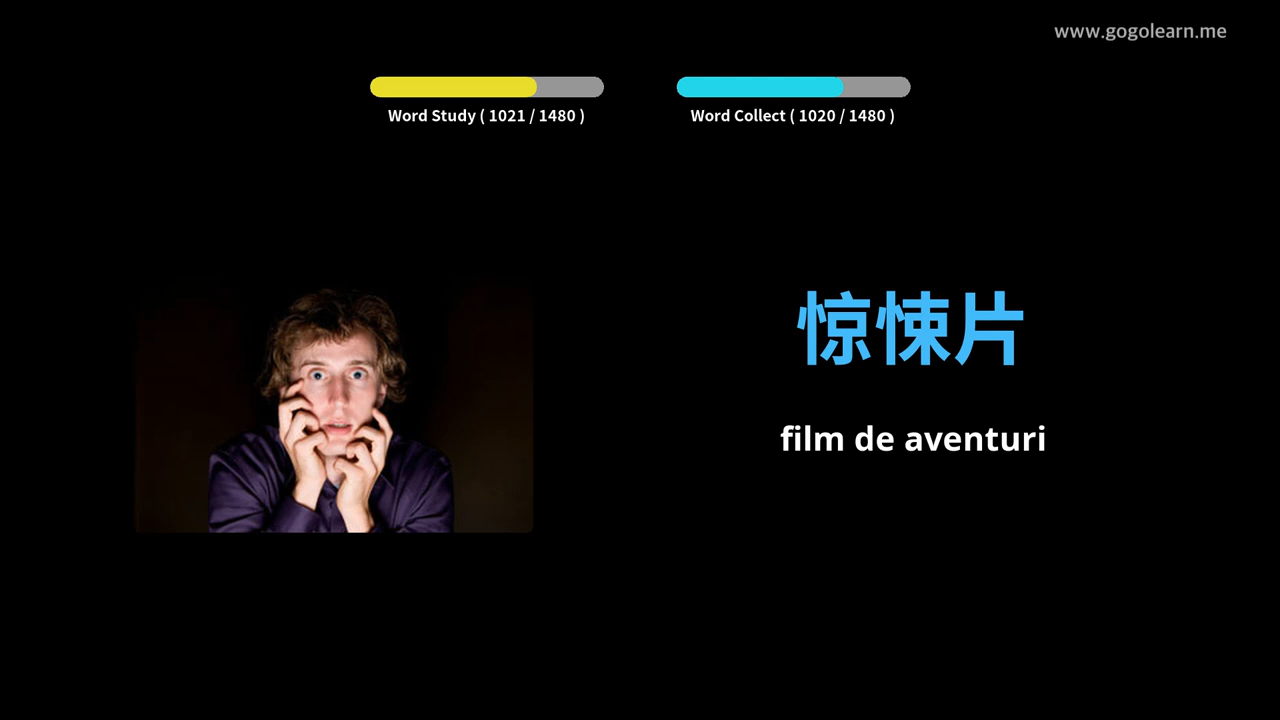 www.gogolearn.me
Word Study ( 1021 / 1480 )
Word Collect ( 1020 / 1480 )
惊悚片
film de aventuri